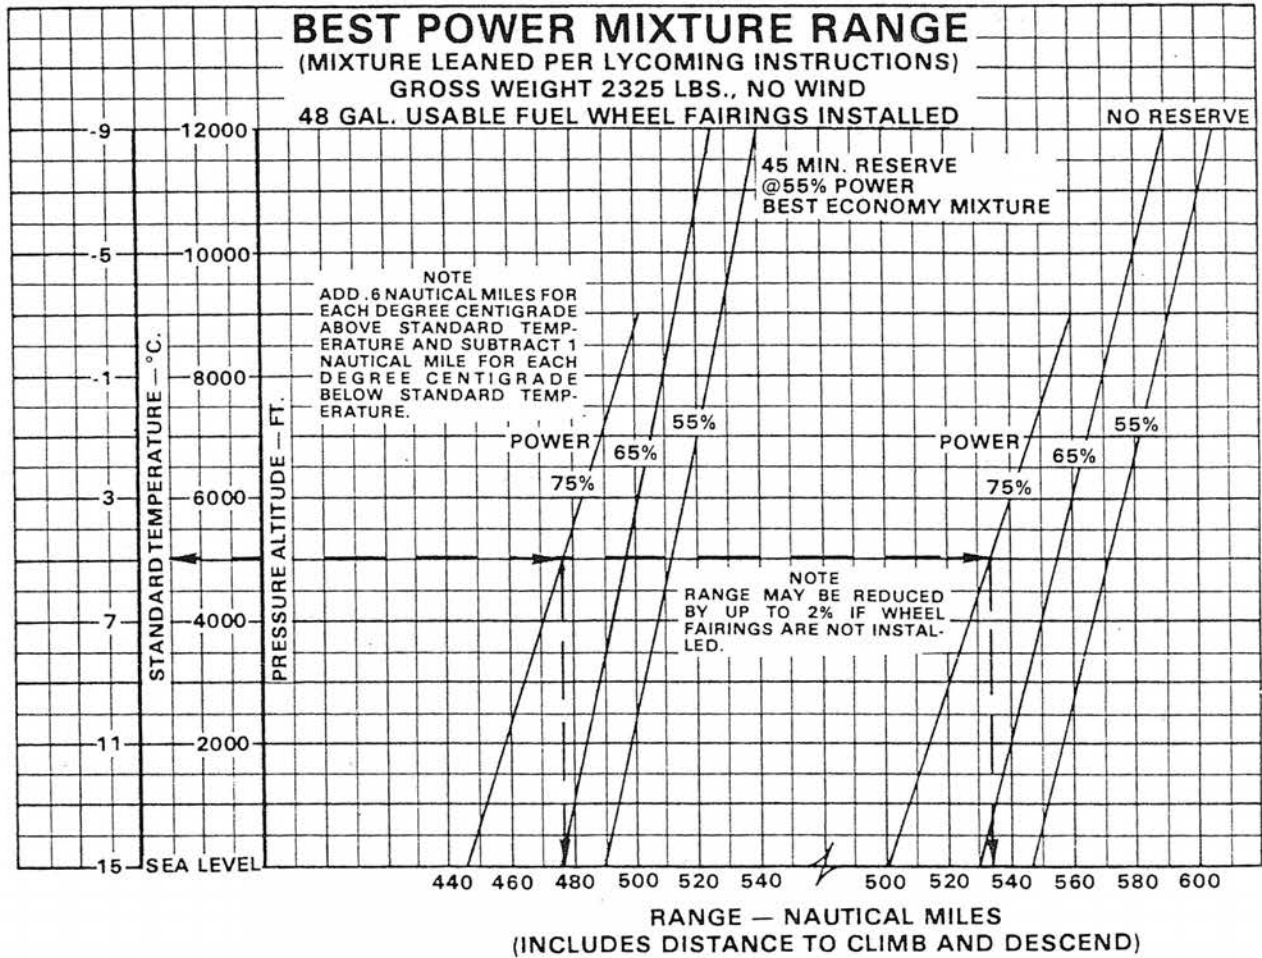 BEST POWER MIXTURE RANGE
(MIXTURE LEANED PER LYCOMING INSTRUCTIONS)
GROSS WEIGHT 2325 LBS., NO WIND
48 GAL. USABLE FUEL WHEEL FAIRINGS INSTALLED
NO RESERVE
45 MIN. RESERVE
@55% POWER
BEST ECONOMY MIXTURE
-9 12000
-5 10000
-1 8000
3 6000
7 4000
11 2000
15 SEA LEVEL
STANDARD TEMPERATURE — °C.
PRESSURE ALTITUDE — FT.
NOTE
ADD .6 NAUTICAL MILES FOR
EACH DEGREE CENTIGRADE
ABOVE STANDARD TEMP-
ERATURE AND SUBTRACT 1
NAUTICAL MILE FOR EACH
DEGREE CENTIGRADE
BELOW STANDARD TEMP-
ERATURE.
POWER
75%
65%
55%
POWER
75%
65%
55%
NOTE
RANGE MAY BE REDUCED
BY UP TO 2% IF WHEEL
FAIRINGS ARE NOT INSTAL-
LED.
440 460 480 500 520 540 500 520 540 560 580 600
RANGE — NAUTICAL MILES
(INCLUDES DISTANCE TO CLIMB AND DESCEND)